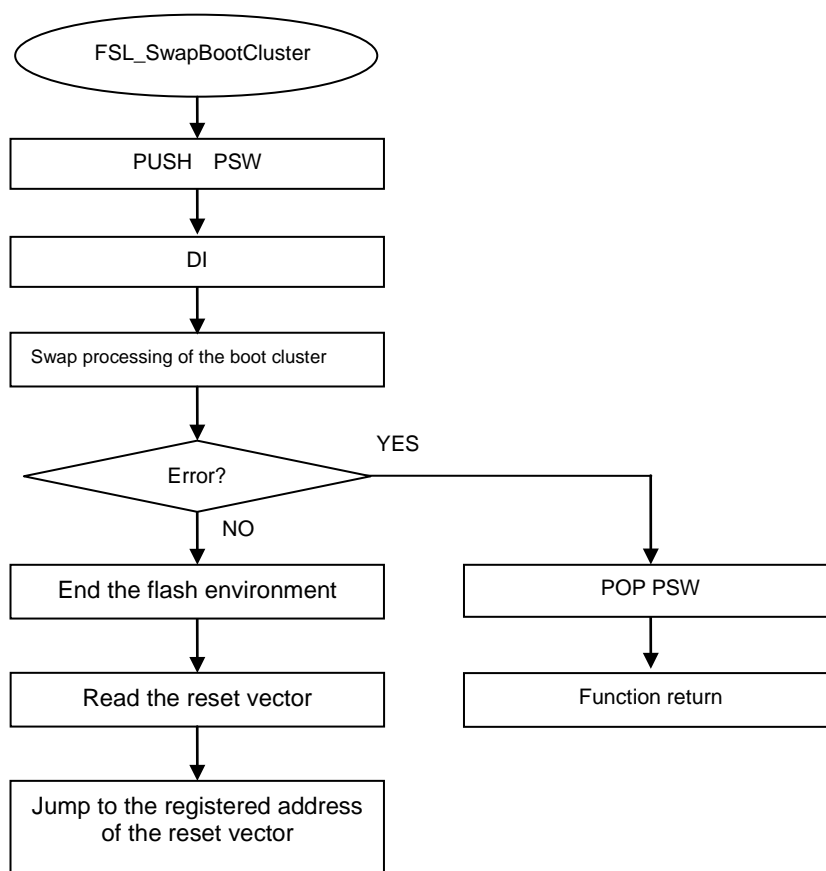 FSL_SwapBootCluster
PUSH PSW
DI
Swap processing of the boot cluster
Error?
YES
NO
End the flash environment
POP PSW
Read the reset vector
Function return
Jump to the registered address
of the reset vector